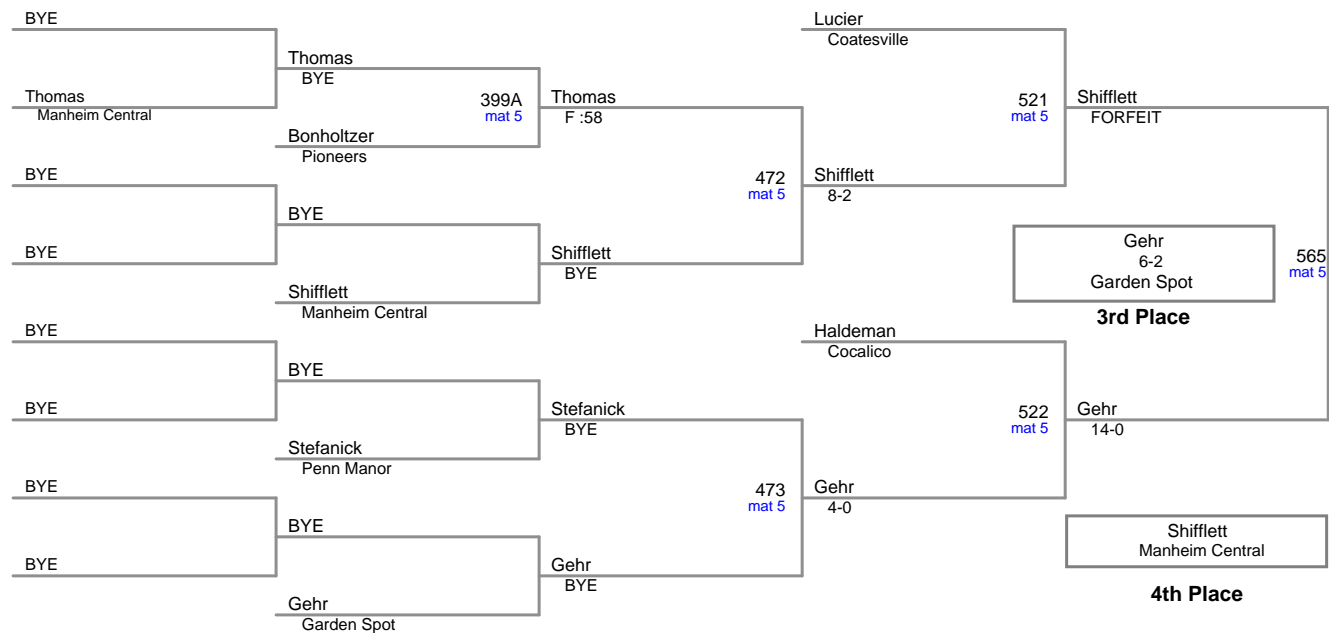 BYE
Thomas
Manheim Central
BYE
BYE
BYE
BYE
BYE
BYE
Thomas
BYE
Bonholtzer
Pioneers
BYE
Shifflett
Manheim Central
BYE
Stefanick
Penn Manor
BYE
Gehr
Garden Spot
399A
mat 5
Thomas
F :58
Shifflett
BYE
Stefanick
BYE
Gehr
BYE
472
mat 5
473
mat 5
Lucier
Coatesville
Shifflett
8-2
Haldeman
Cocalico
Gehr
4-0
521
mat 5
522
mat 5
Shifflett
FORFEIT
Gehr
14-0
565
mat 5
Gehr
6-2
Garden Spot
3rd Place
Shifflett
Manheim Central
4th Place